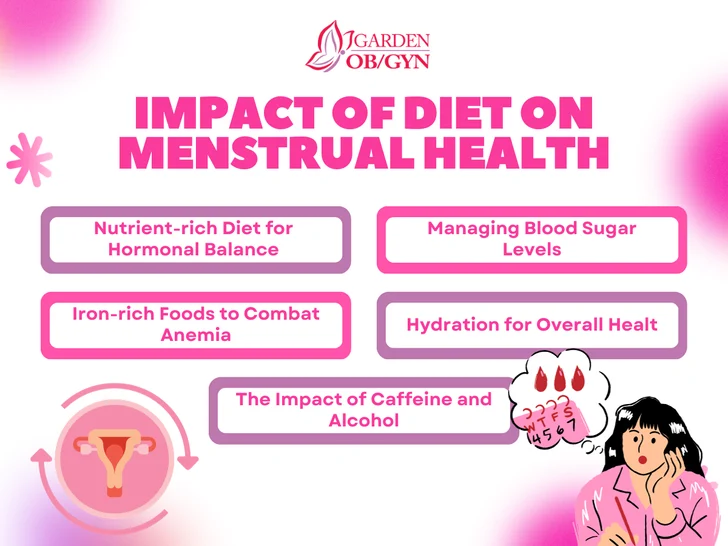 GARDEN
OB/GYN
IMPACT OF DIET ON
MENSTRUAL HEALTH
Nutrient-rich Diet for
Hormonal Balance
Managing Blood Sugar
Levels
Iron-rich Foods to Combat
Anemia
Hydration for Overall Healt
The Impact of Caffeine and
Alcohol
W T F S
4 5 6 7